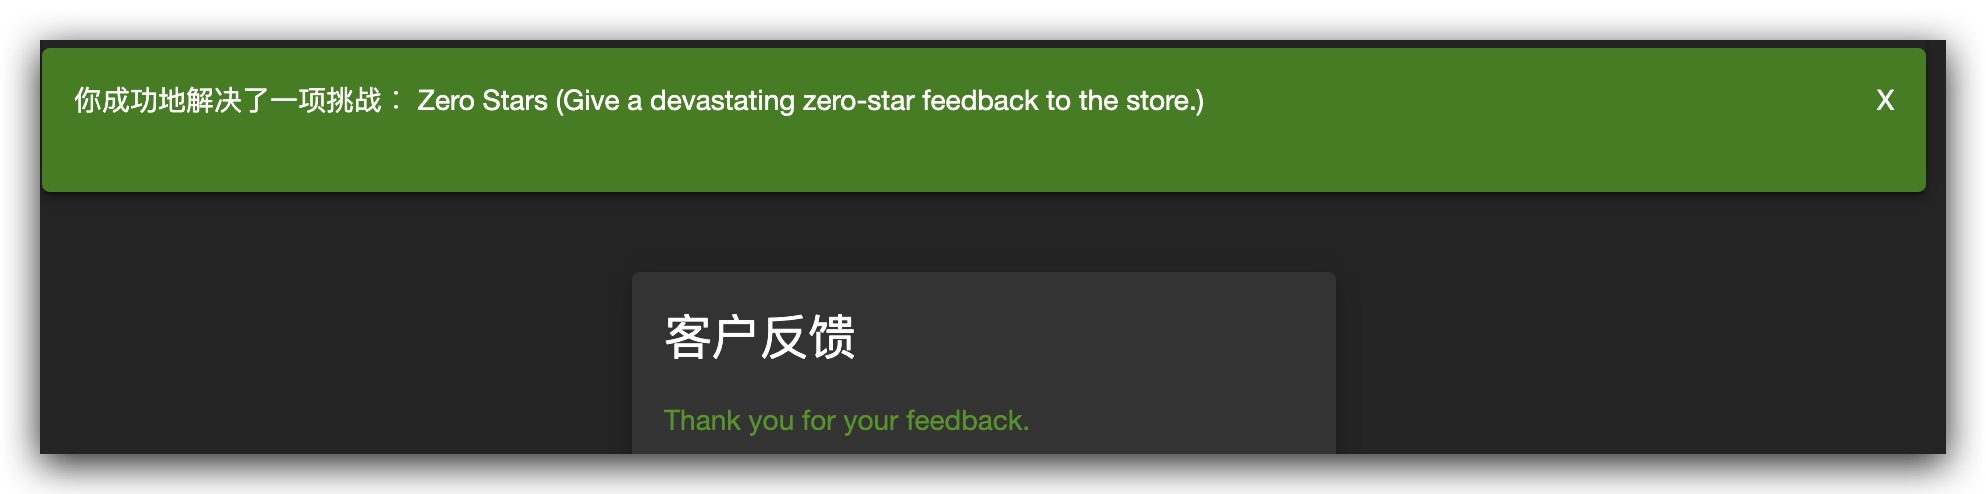 你成功地解决了一项挑战： Zero Stars (Give a devastating zero-star feedback to the store.)
X
客户反馈
Thank you for your feedback.